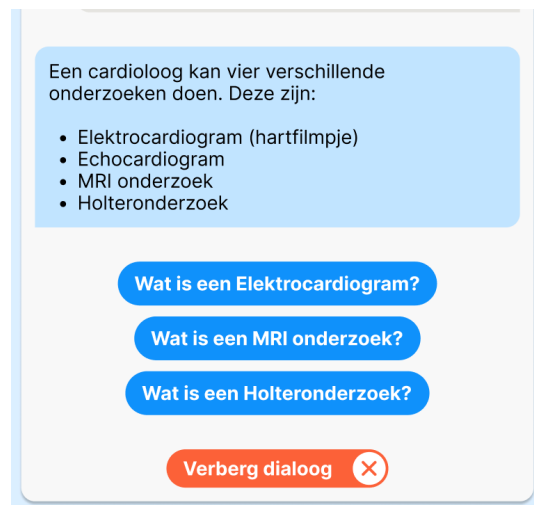 Een cardioloog kan vier verschillende
onderzoeken doen. Deze zijn:
• Elektrocardiogram (hartfilmpje)
• Echocardiogram
• MRI onderzoek
• Holteronderzoek
Wat is een Elektrocardiogram?
Wat is een MRI onderzoek?
Wat is een Holteronderzoek?
Verberg dialoog